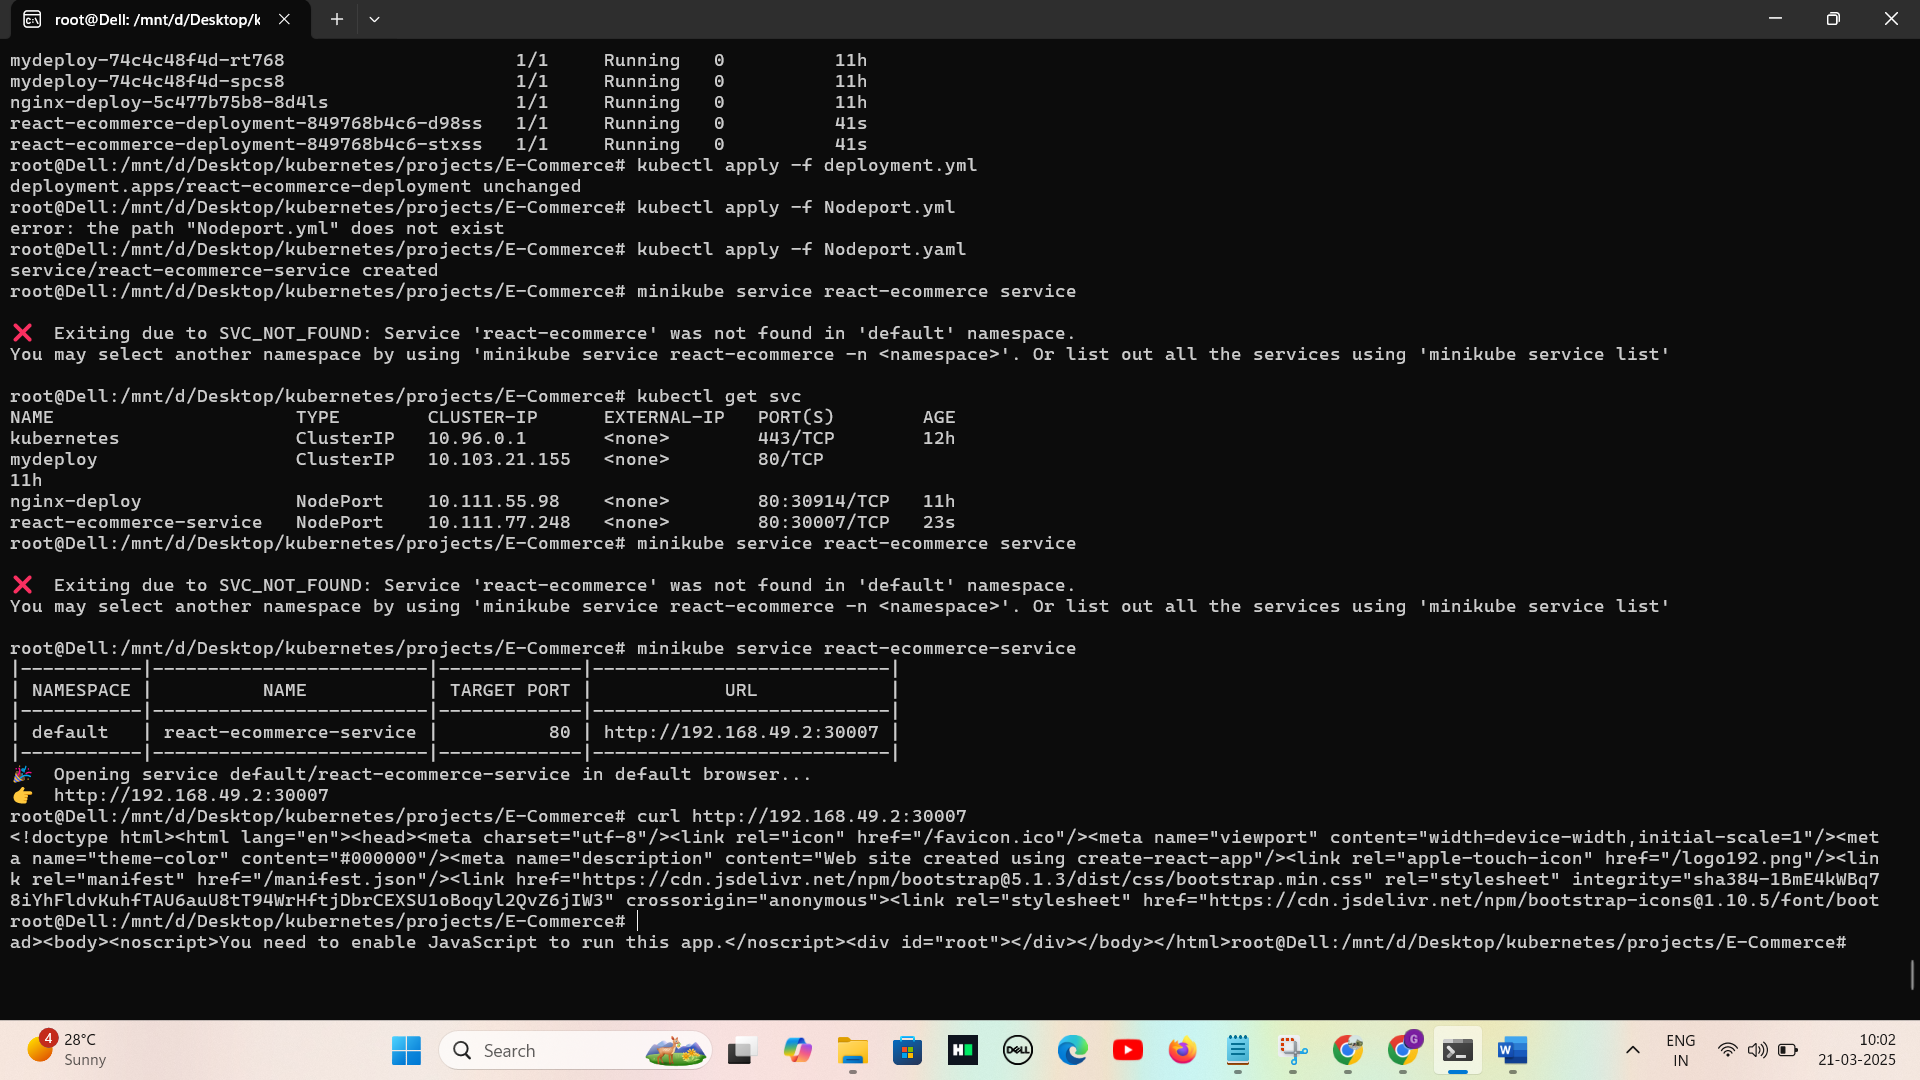 root@Dell: /mnt/d/Desktop/k
mydeploy-74c4c48f4d-rt768 1/1 Running 0 11h
mydeploy-74c4c48f4d-spcs8 1/1 Running 0 11h
nginx-deploy-5c477b75b8-8d4ls 1/1 Running 0 11h
react-ecommerce-deployment-849768b4c6-d98ss 1/1 Running 0 41s
react-ecommerce-deployment-849768b4c6-stxss 1/1 Running 0 41s
root@Dell:/mnt/d/Desktop/kubernetes/projects/E-Commerce# kubectl apply -f deployment.yml
deployment.apps/react-ecommerce-deployment unchanged
root@Dell:/mnt/d/Desktop/kubernetes/projects/E-Commerce# kubectl apply -f Nodeport.yml
error: the path "Nodeport.yml" does not exist
root@Dell:/mnt/d/Desktop/kubernetes/projects/E-Commerce# kubectl apply -f Nodeport.yaml
service/react-ecommerce-service created
root@Dell:/mnt/d/Desktop/kubernetes/projects/E-Commerce# minikube service react-ecommerce service
❌ Exiting due to SVC_NOT_FOUND: Service 'react-ecommerce' was not found in 'default' namespace.
You may select another namespace by using 'minikube service react-ecommerce -n <namespace>'. Or list out all the services using 'minikube service list'
root@Dell:/mnt/d/Desktop/kubernetes/projects/E-Commerce# kubectl get svc
NAME TYPE CLUSTER-IP EXTERNAL-IP PORT(S) AGE
kubernetes ClusterIP 10.96.0.1 <none> 443/TCP 12h
mydeploy ClusterIP 10.103.21.155 <none> 80/TCP
11h
nginx-deploy NodePort 10.111.55.98 <none> 80:30914/TCP 11h
react-ecommerce-service NodePort 10.111.77.248 <none> 80:30007/TCP 23s
root@Dell:/mnt/d/Desktop/kubernetes/projects/E-Commerce# minikube service react-ecommerce service
❌ Exiting due to SVC_NOT_FOUND: Service 'react-ecommerce' was not found in 'default' namespace.
You may select another namespace by using 'minikube service react-ecommerce -n <namespace>'. Or list out all the services using 'minikube service list'
root@Dell:/mnt/d/Desktop/kubernetes/projects/E-Commerce# minikube service react-ecommerce-service
|-----------|-------------------------|-------------|---------------------------|
| NAMESPACE | NAME | TARGET PORT | URL |
|-----------|-------------------------|-------------|---------------------------|
| default | react-ecommerce-service | 80 | http://192.168.49.2:30007 |
|-----------|-------------------------|-------------|---------------------------|
🎉 Opening service default/react-ecommerce-service in default browser...
👉 http://192.168.49.2:30007
root@Dell:/mnt/d/Desktop/kubernetes/projects/E-Commerce# curl http://192.168.49.2:30007
<!doctype html><html lang="en"><head><meta charset="utf-8"/><link rel="icon" href="/favicon.ico"/><meta name="viewport" content="width=device-width,initial-scale=1"/><met
a name="theme-color" content="#000000"/><meta name="description" content="Web site created using create-react-app"/><link rel="apple-touch-icon" href="/logo192.png"/><lin
k rel="manifest" href="/manifest.json"/><link href="https://cdn.jsdelivr.net/npm/bootstrap@5.1.3/dist/css/bootstrap.min.css" rel="stylesheet" integrity="sha384-1BmE4kWBq7
8iYhFldvKuhfTAU6auU8tT94WrHftjDbrCEXSU1oBoqyl2QvZ6jIW3" crossorigin="anonymous"><link rel="stylesheet" href="https://cdn.jsdelivr.net/npm/bootstrap-icons@1.10.5/font/boot
root@Dell:/mnt/d/Desktop/kubernetes/projects/E-Commerce#
ad><body><noscript>You need to enable JavaScript to run this app.</noscript><div id="root"></div></body></html>root@Dell:/mnt/d/Desktop/kubernetes/projects/E-Commerce#
4
28°C
Sunny
Search
DELL
G
W
ENG
IN
10:02
21-03-2025